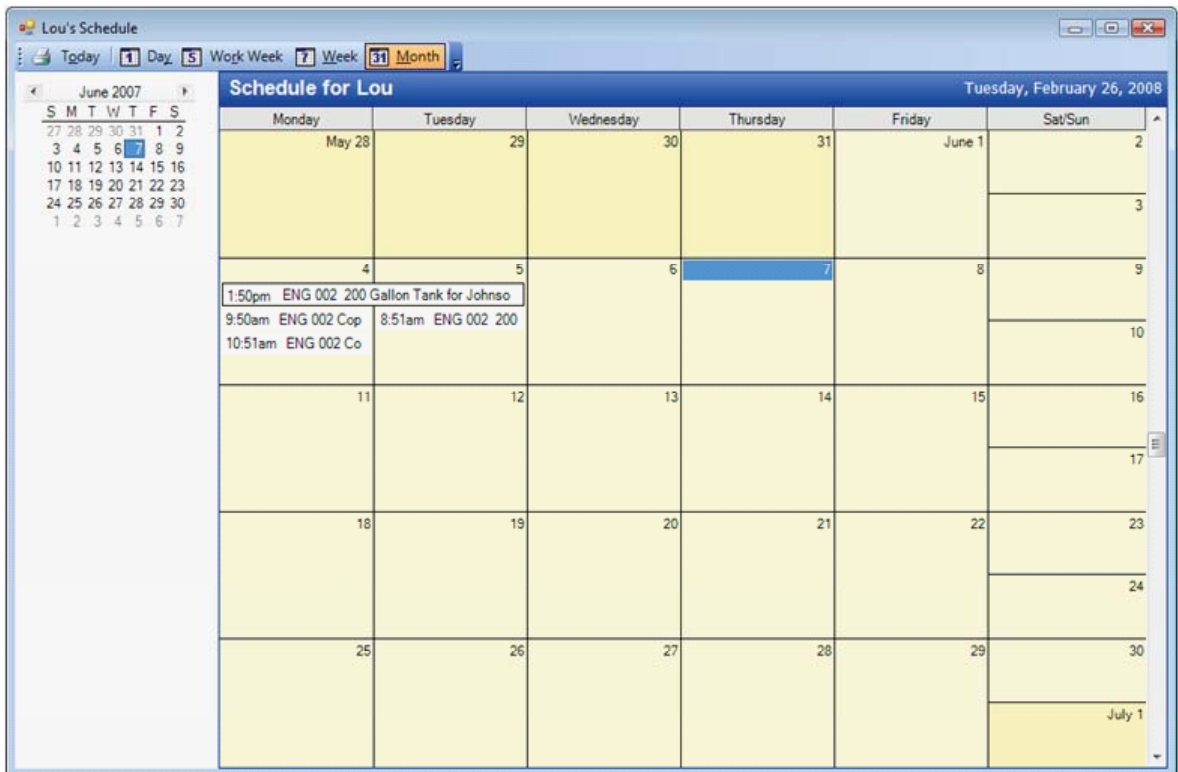 Lou's Schedule
Today 1 Day 5 Work Week 7 Week 31 Month
June 2007
S M T W T F S
27 28 29 30 31 1 2
3 4 5 6 7 8 9
10 11 12 13 14 15 16
17 18 19 20 21 22 23
24 25 26 27 28 29 30
1 2 3 4 5 6 7
Schedule for Lou Tuesday, February 26, 2008
Monday Tuesday Wednesday Thursday Friday Sat/Sun
May 28 29 30 31 June 1 2
3
4 5 6 7 8 9
1:50pm ENG 002 200 Gallon Tank for Johnso
9:50am ENG 002 Cop 8:51am ENG 002 200
10
10:51am ENG 002 Co
11 12 13 14 15 16
17
18 19 20 21 22 23
24
25 26 27 28 29 30
July 1